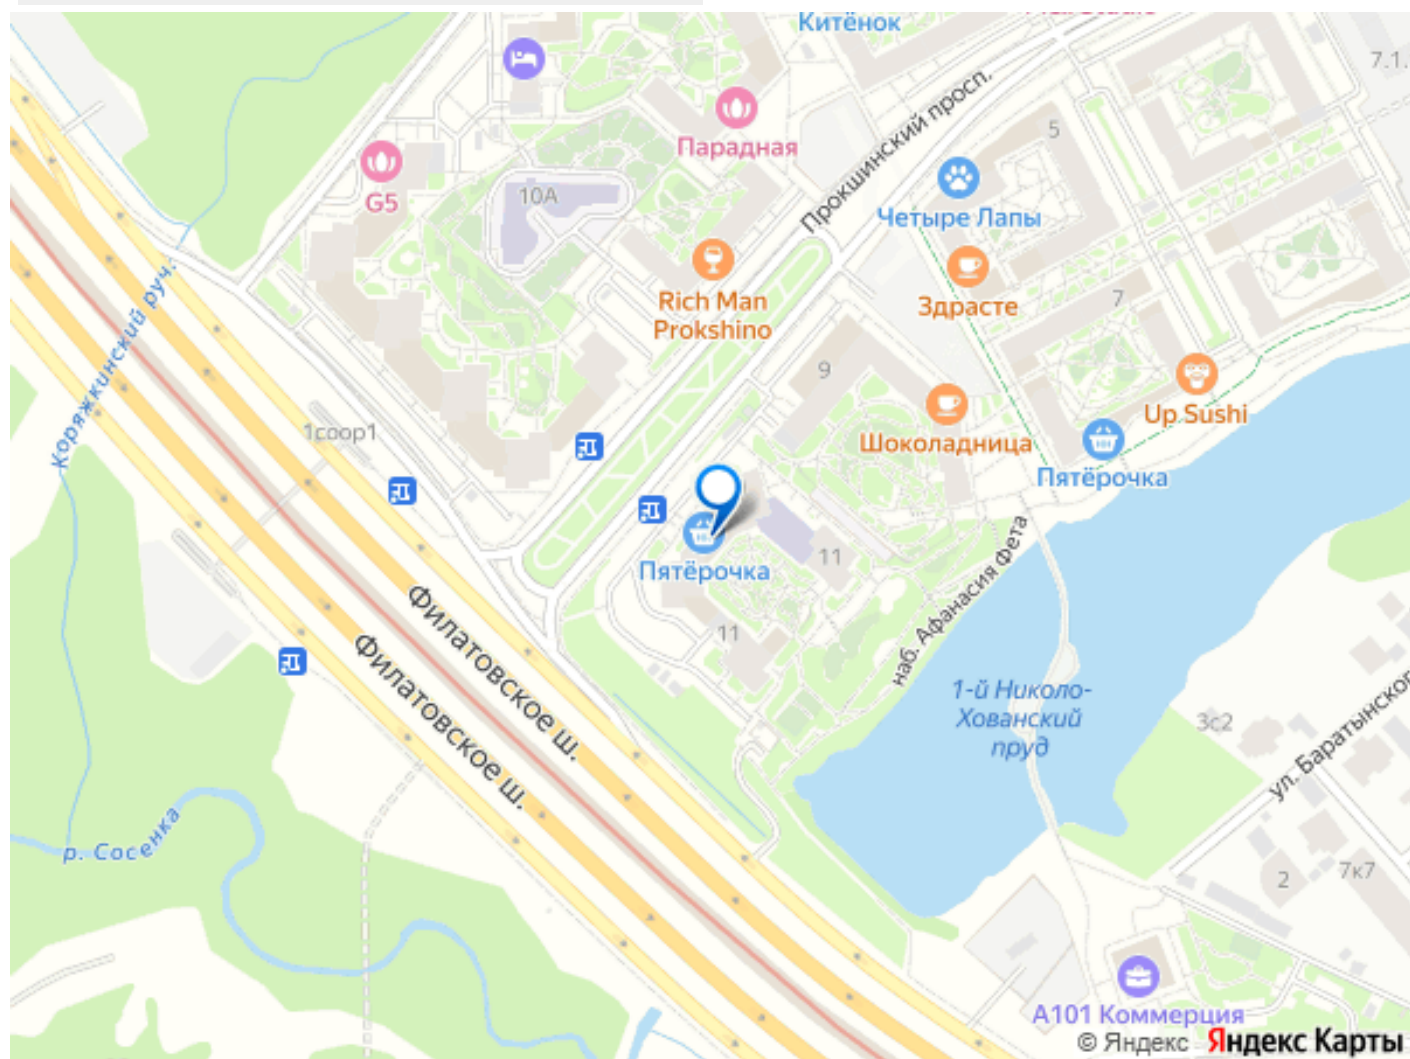 Китёнок
7.1.
Парадная
Прокшинский просп.
5
G5
10А
Четыре Лапы
Rich Man
Prokshino
Здрасте
7
Коряжкинский руч.
9
Up Sushi
1соор1
Шоколадница
Пятёрочка
Пятёрочка
11
наб. Афанасия Фета
11
Филатовское ш.
Филатовское ш.
1-й Николо-
Хованский
пруд
3с2
ул. Баратынского
р. Сосенка
2
7к7
А101 Коммерция
© Яндекс Яндекс Карты